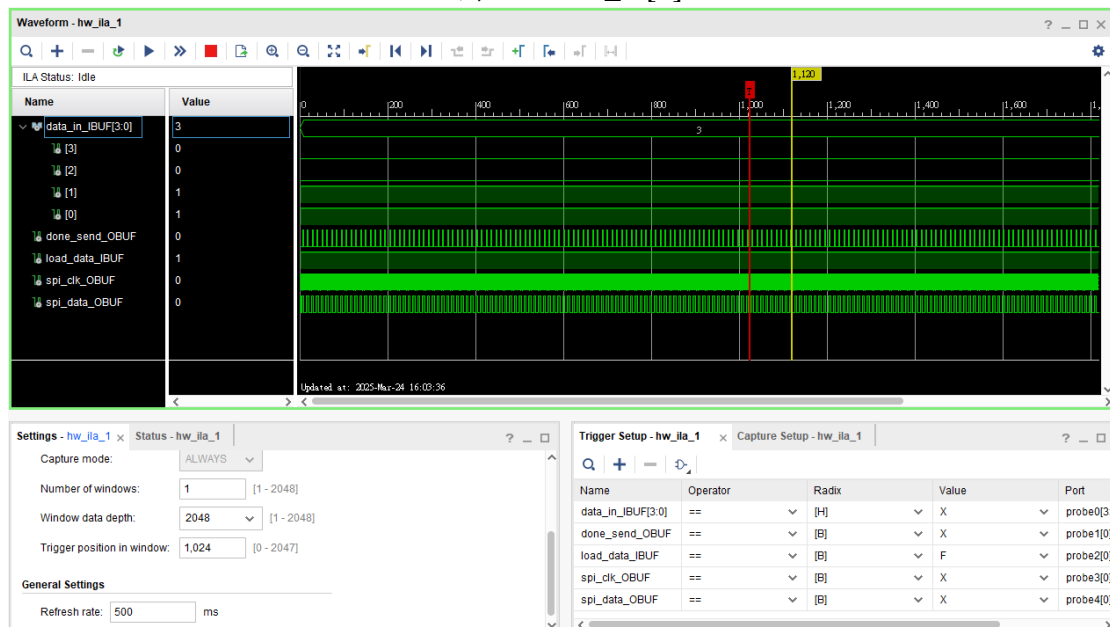 Waveform - hw_ila_1
ILA Status: Idle
1,120
Name Value
T
0 200 400 600 800 1,000 1,200 1,400 1,600
data_in_IBUF[3:0] 3 3
[3] 0
[2] 0
[1] 1
[0] 1
done_send_OBUF 0
load_data_IBUF 1
spi_clk_OBUF 0
spi_data_OBUF 0
Updated at: 2025-Mar-24 16:03:36
Settings - hw_ila_1 Status - hw_ila_1
Capture mode: ALWAYS
Number of windows: 1 [1 - 2048]
Window data depth: 2048 [1 - 2048]
Trigger position in window: 1,024 [0 - 2047]
General Settings
Refresh rate: 500 ms
Trigger Setup - hw_ila_1 Capture Setup - hw_ila_1
Name Operator Radix Value Port
data_in_IBUF[3:0] == [H] X probe0[3:
done_send_OBUF == [B] X probe1[0]
load_data_IBUF == [B] F probe2[0]
spi_clk_OBUF == [B] X probe3[0]
spi_data_OBUF == [B] X probe4[0]